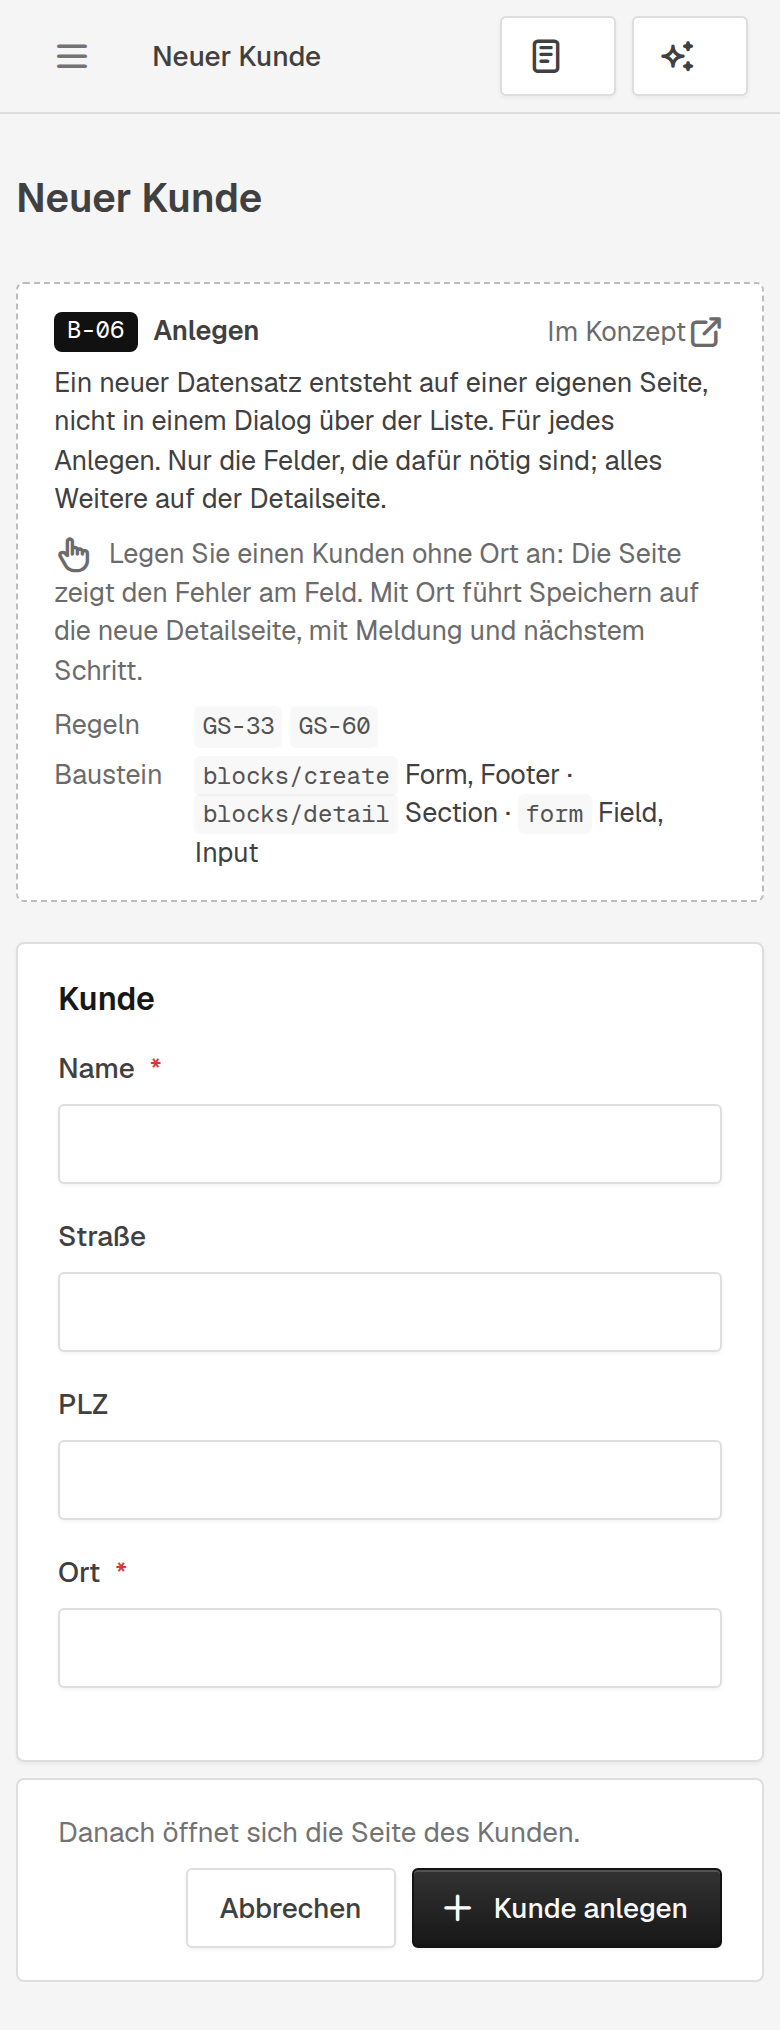 Neuer Kunde
Neuer Kunde
B-06 Anlegen Im Konzept
Ein neuer Datensatz entsteht auf einer eigenen Seite,
nicht in einem Dialog über der Liste. Für jedes
Anlegen. Nur die Felder, die dafür nötig sind; alles
Weitere auf der Detailseite.
Legen Sie einen Kunden ohne Ort an: Die Seite
zeigt den Fehler am Feld. Mit Ort führt Speichern auf
die neue Detailseite, mit Meldung und nächstem
Schritt.
Regeln GS-33 GS-60
Baustein blocks/create Form, Footer ·
blocks/detail Section · form Field,
Input
Kunde
Name *
Straße
PLZ
Ort *
Danach öffnet sich die Seite des Kunden.
Abbrechen Kunde anlegen